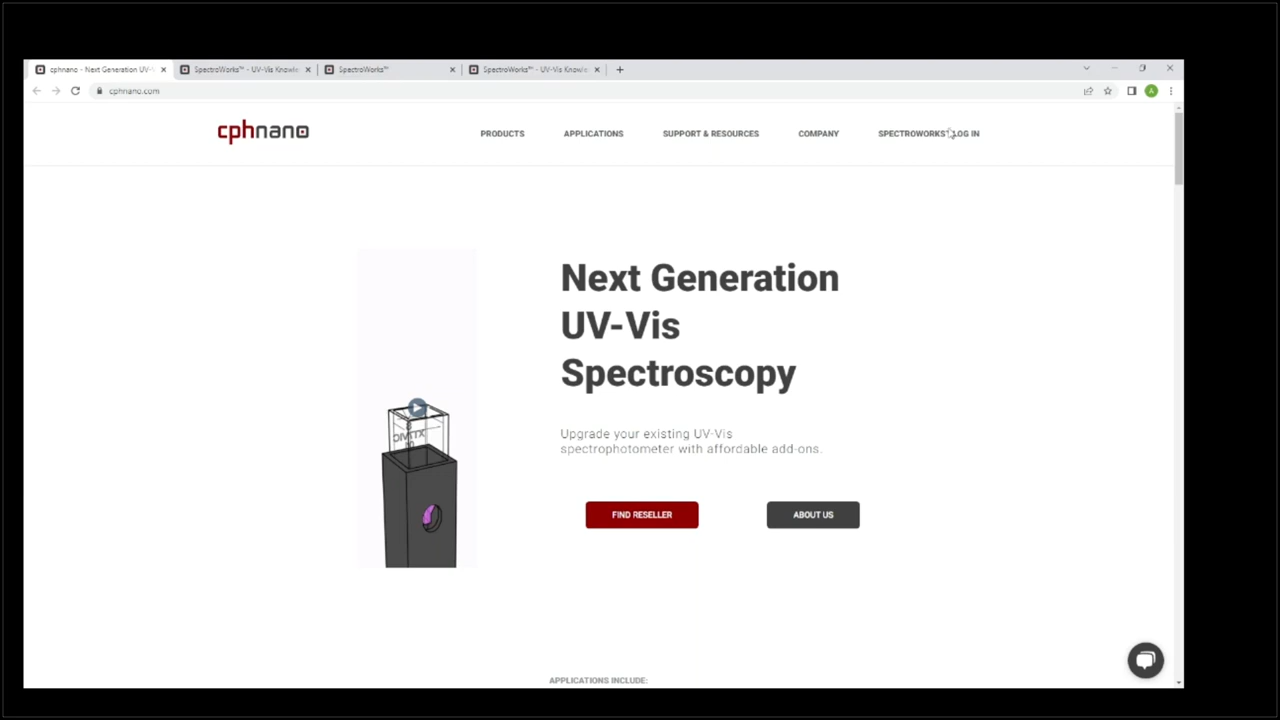 cphnano - Next Generation UV-V
SpectroWorks™ - UV-Vis Knowle
SpectroWorks™
SpectroWorks™ - UV-Vis Knowle
cphnano.com
A
cphnano
PRODUCTS
APPLICATIONS
SUPPORT & RESOURCES
COMPANY
SPECTROWORKS™ LOG IN
Next Generation
UV-Vis
Spectroscopy
Upgrade your existing UV-Vis
spectrophotometer with affordable add-ons.
FIND RESELLER
ABOUT US
APPLICATIONS INCLUDE: